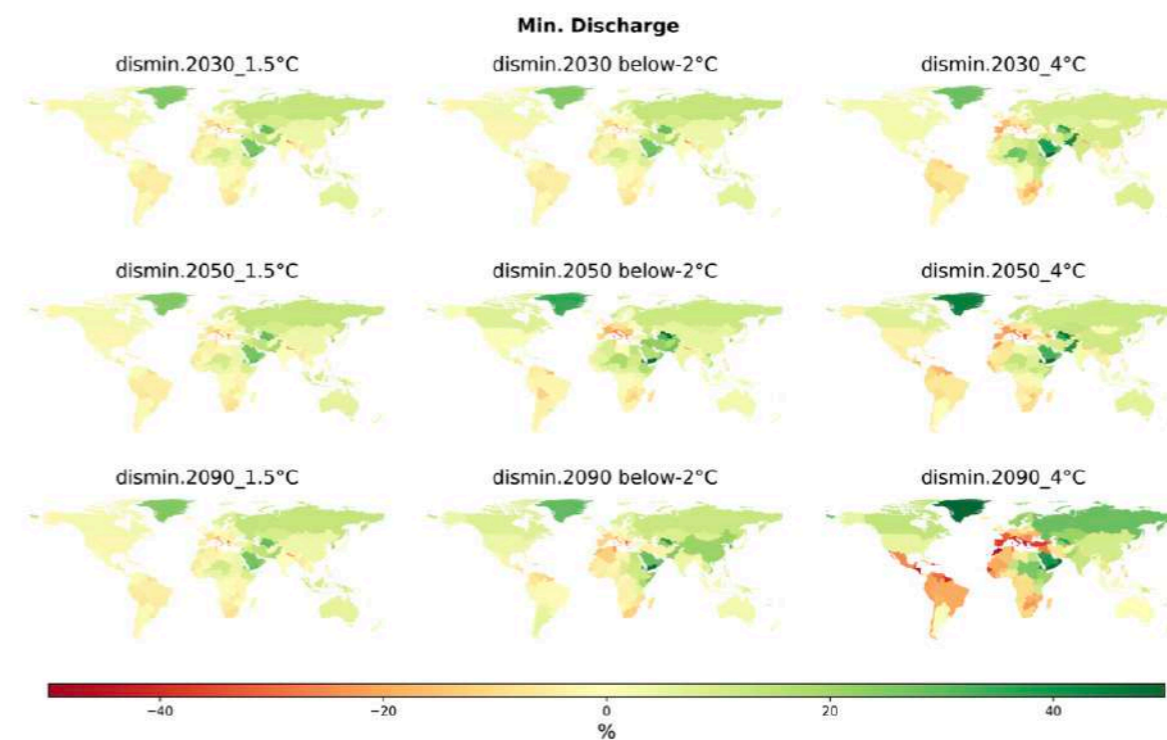 Min. Discharge
dismin.2030_1.5°C dismin.2030 below-2°C dismin.2030_4°C
dismin.2050_1.5°C dismin.2050 below-2°C dismin.2050_4°C
dismin.2090_1.5°C dismin.2090 below-2°C dismin.2090_4°C
−40 −20 0 20 40
%